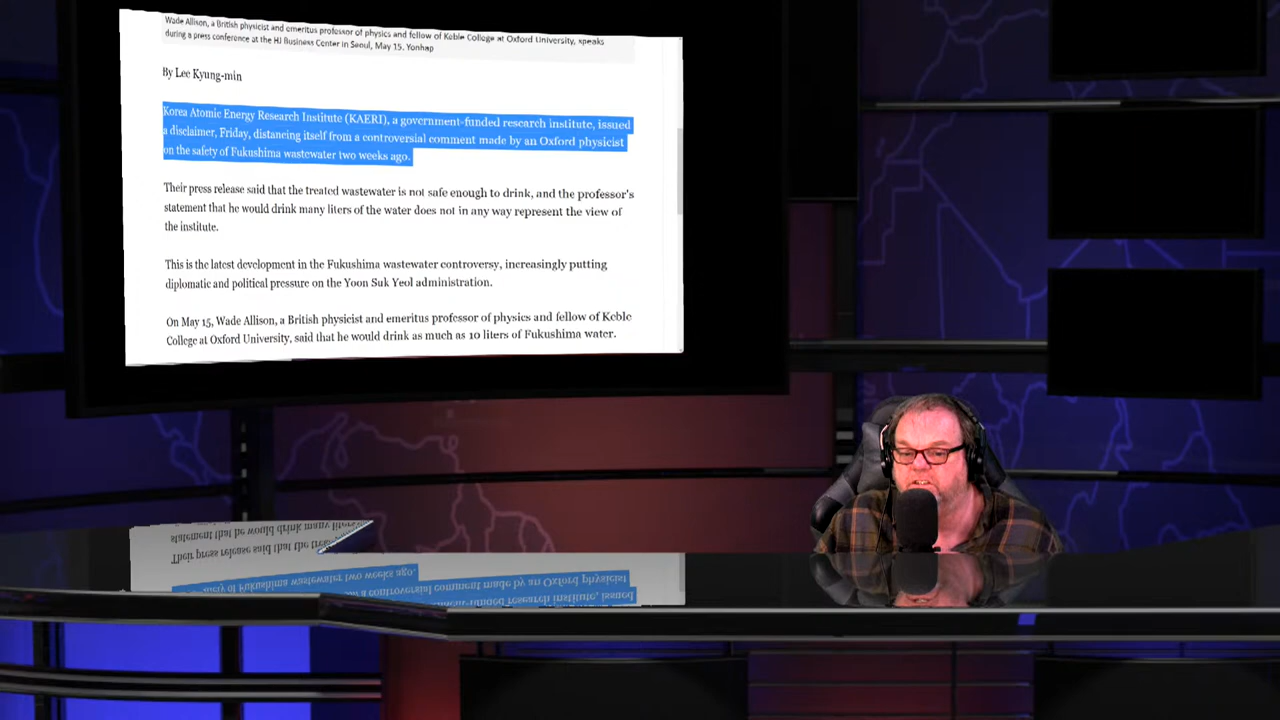 Wade Allison, a British physicist and emeritus professor of physics and fellow of Keble College at Oxford University, speaks
during a press conference at the HJ Business Center in Seoul, May 15. Yonhap
By Lee Kyung-min
Korea Atomic Energy Research Institute (KAERI), a government-funded research institute, issued
a disclaimer, Friday, distancing itself from a controversial comment made by an Oxford physicist
on the safety of Fukushima wastewater two weeks ago.
Their press release said that the treated wastewater is not safe enough to drink, and the professor's
statement that he would drink many liters of the water does not in any way represent the view of
the institute.
This is the latest development in the Fukushima wastewater controversy, increasingly putting
diplomatic and political pressure on the Yoon Suk Yeol administration.
On May 15, Wade Allison, a British physicist and emeritus professor of physics and fellow of Keble
College at Oxford University, said that he would drink as much as 10 liters of Fukushima water.